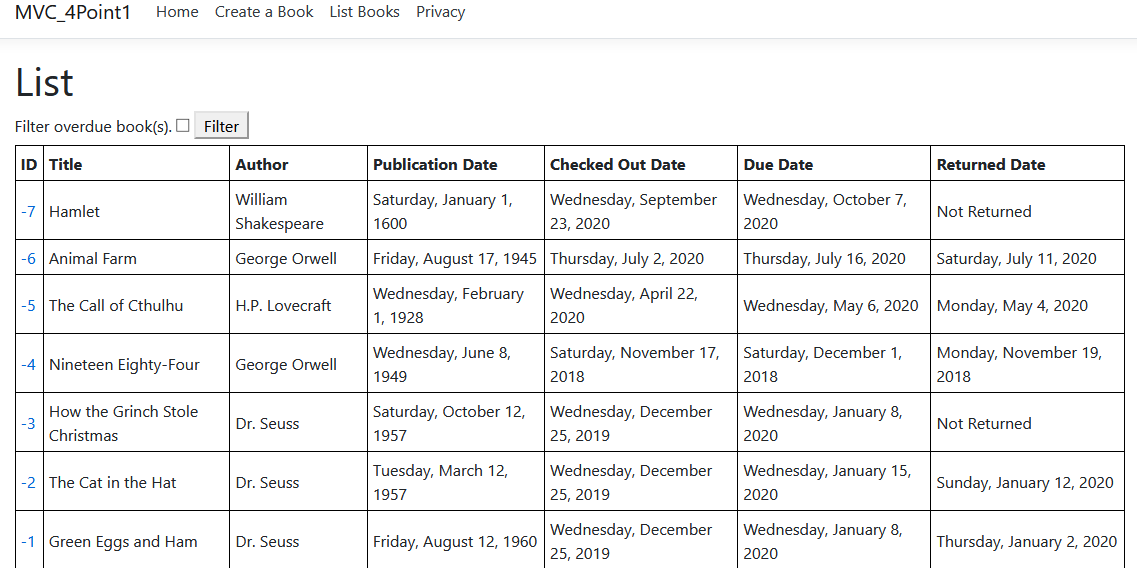 MVC_4Point1 Home Create a Book List Books Privacy
List
Filter overdue book(s). Filter
ID Title Author Publication Date Checked Out Date Due Date Returned Date
-7 Hamlet William Shakespeare Saturday, January 1, 1600 Wednesday, September 23, 2020 Wednesday, October 7, 2020 Not Returned
-6 Animal Farm George Orwell Friday, August 17, 1945 Thursday, July 2, 2020 Thursday, July 16, 2020 Saturday, July 11, 2020
-5 The Call of Cthulhu H.P. Lovecraft Wednesday, February 1, 1928 Wednesday, April 22, 2020 Wednesday, May 6, 2020 Monday, May 4, 2020
-4 Nineteen Eighty-Four George Orwell Wednesday, June 8, 1949 Saturday, November 17, 2018 Saturday, December 1, 2018 Monday, November 19, 2018
-3 How the Grinch Stole Christmas Dr. Seuss Saturday, October 12, 1957 Wednesday, December 25, 2019 Wednesday, January 8, 2020 Not Returned
-2 The Cat in the Hat Dr. Seuss Tuesday, March 12, 1957 Wednesday, December 25, 2019 Wednesday, January 15, 2020 Sunday, January 12, 2020
-1 Green Eggs and Ham Dr. Seuss Friday, August 12, 1960 Wednesday, December 25, 2019 Wednesday, January 8, 2020 Thursday, January 2, 2020